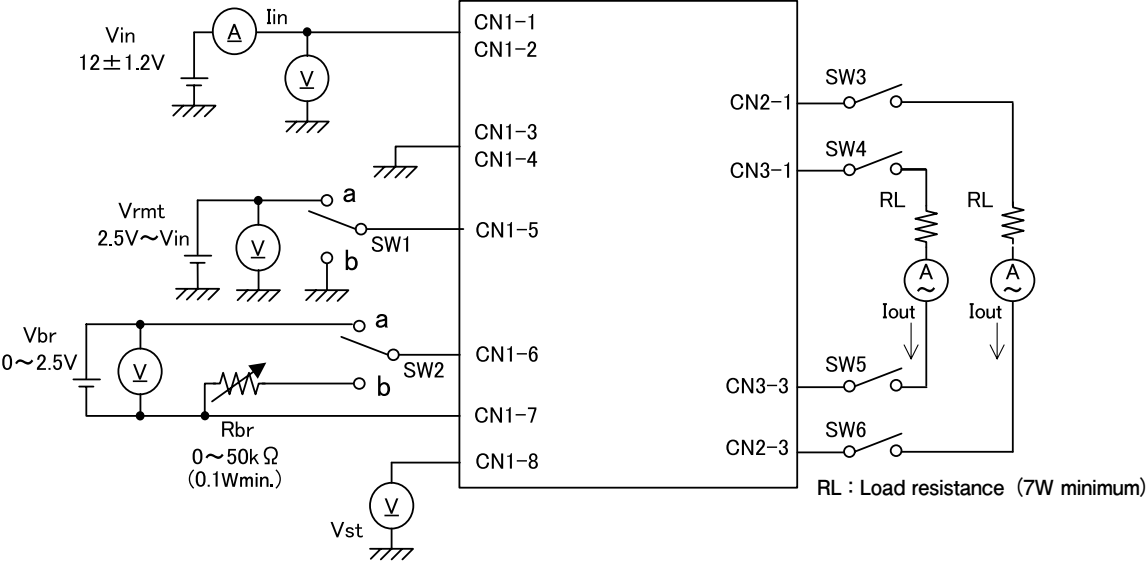 Vin
12±1.2V
A
Iin
V
CN1-1
CN1-2
CN1-3
CN1-4
Vrmt
2.5V～Vin
V
a
SW1
b
CN1-5
Vbr
0～2.5V
V
a
SW2
b
CN1-6
Rbr
0～50kΩ
(0.1Wmin.)
CN1-7
CN1-8
V
Vst
CN2-1
SW3
CN3-1
SW4
RL
RL
A
～
A
～
Iout
Iout
CN3-3
SW5
CN2-3
SW6
RL：Load resistance (7W minimum)